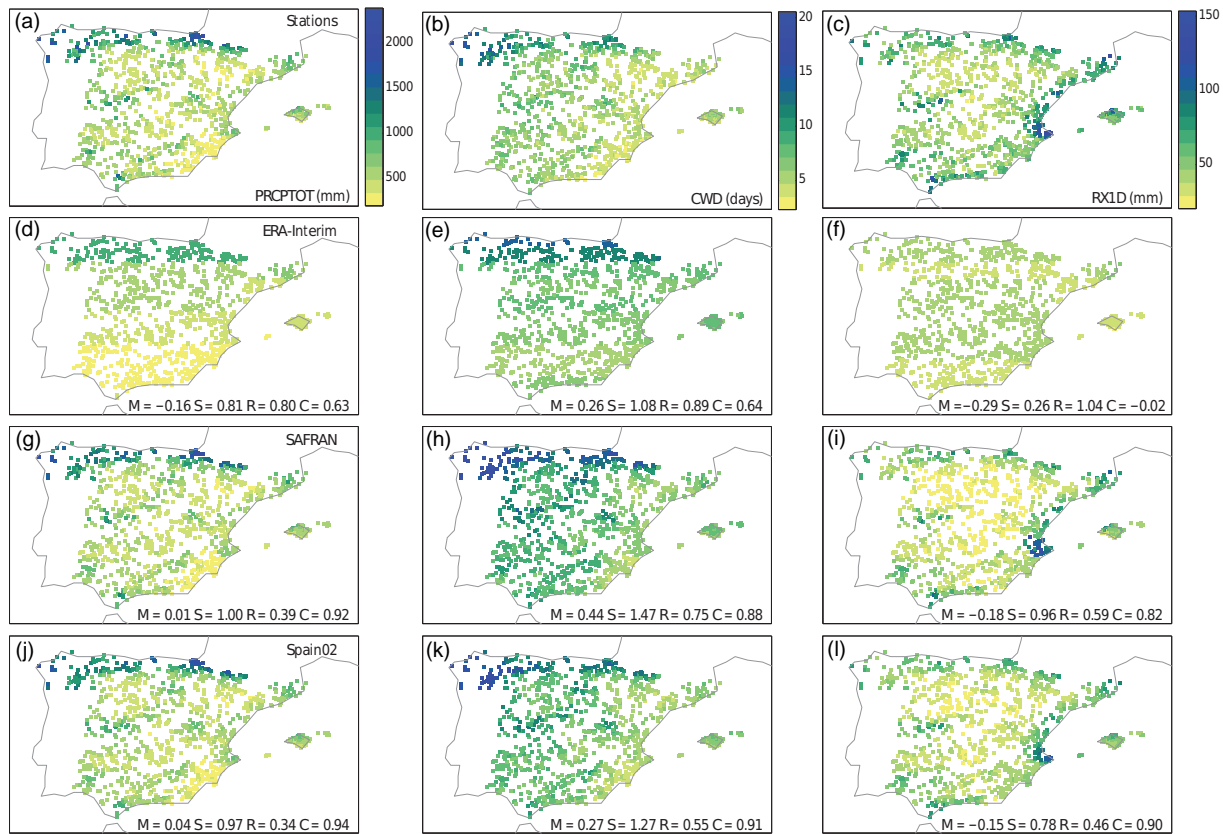 (a)
Stations
PRCPTOT (mm)
2000
1500
1000
500
(b)
CWD (days)
20
15
10
5
(c)
RX1D (mm)
150
100
50
(d)
ERA-Interim
M = −0.16 S = 0.81 R = 0.80 C = 0.63
(e)
M = 0.26 S = 1.08 R = 0.89 C = 0.64
(f)
M = −0.29 S = 0.26 R = 1.04 C = −0.02
(g)
SAFRAN
M = 0.01 S = 1.00 R = 0.39 C = 0.92
(h)
M = 0.44 S = 1.47 R = 0.75 C = 0.88
(i)
M = −0.18 S = 0.96 R = 0.59 C = 0.82
(j)
Spain02
M = 0.04 S = 0.97 R = 0.34 C = 0.94
(k)
M = 0.27 S = 1.27 R = 0.55 C = 0.91
(l)
M = −0.15 S = 0.78 R = 0.46 C = 0.90